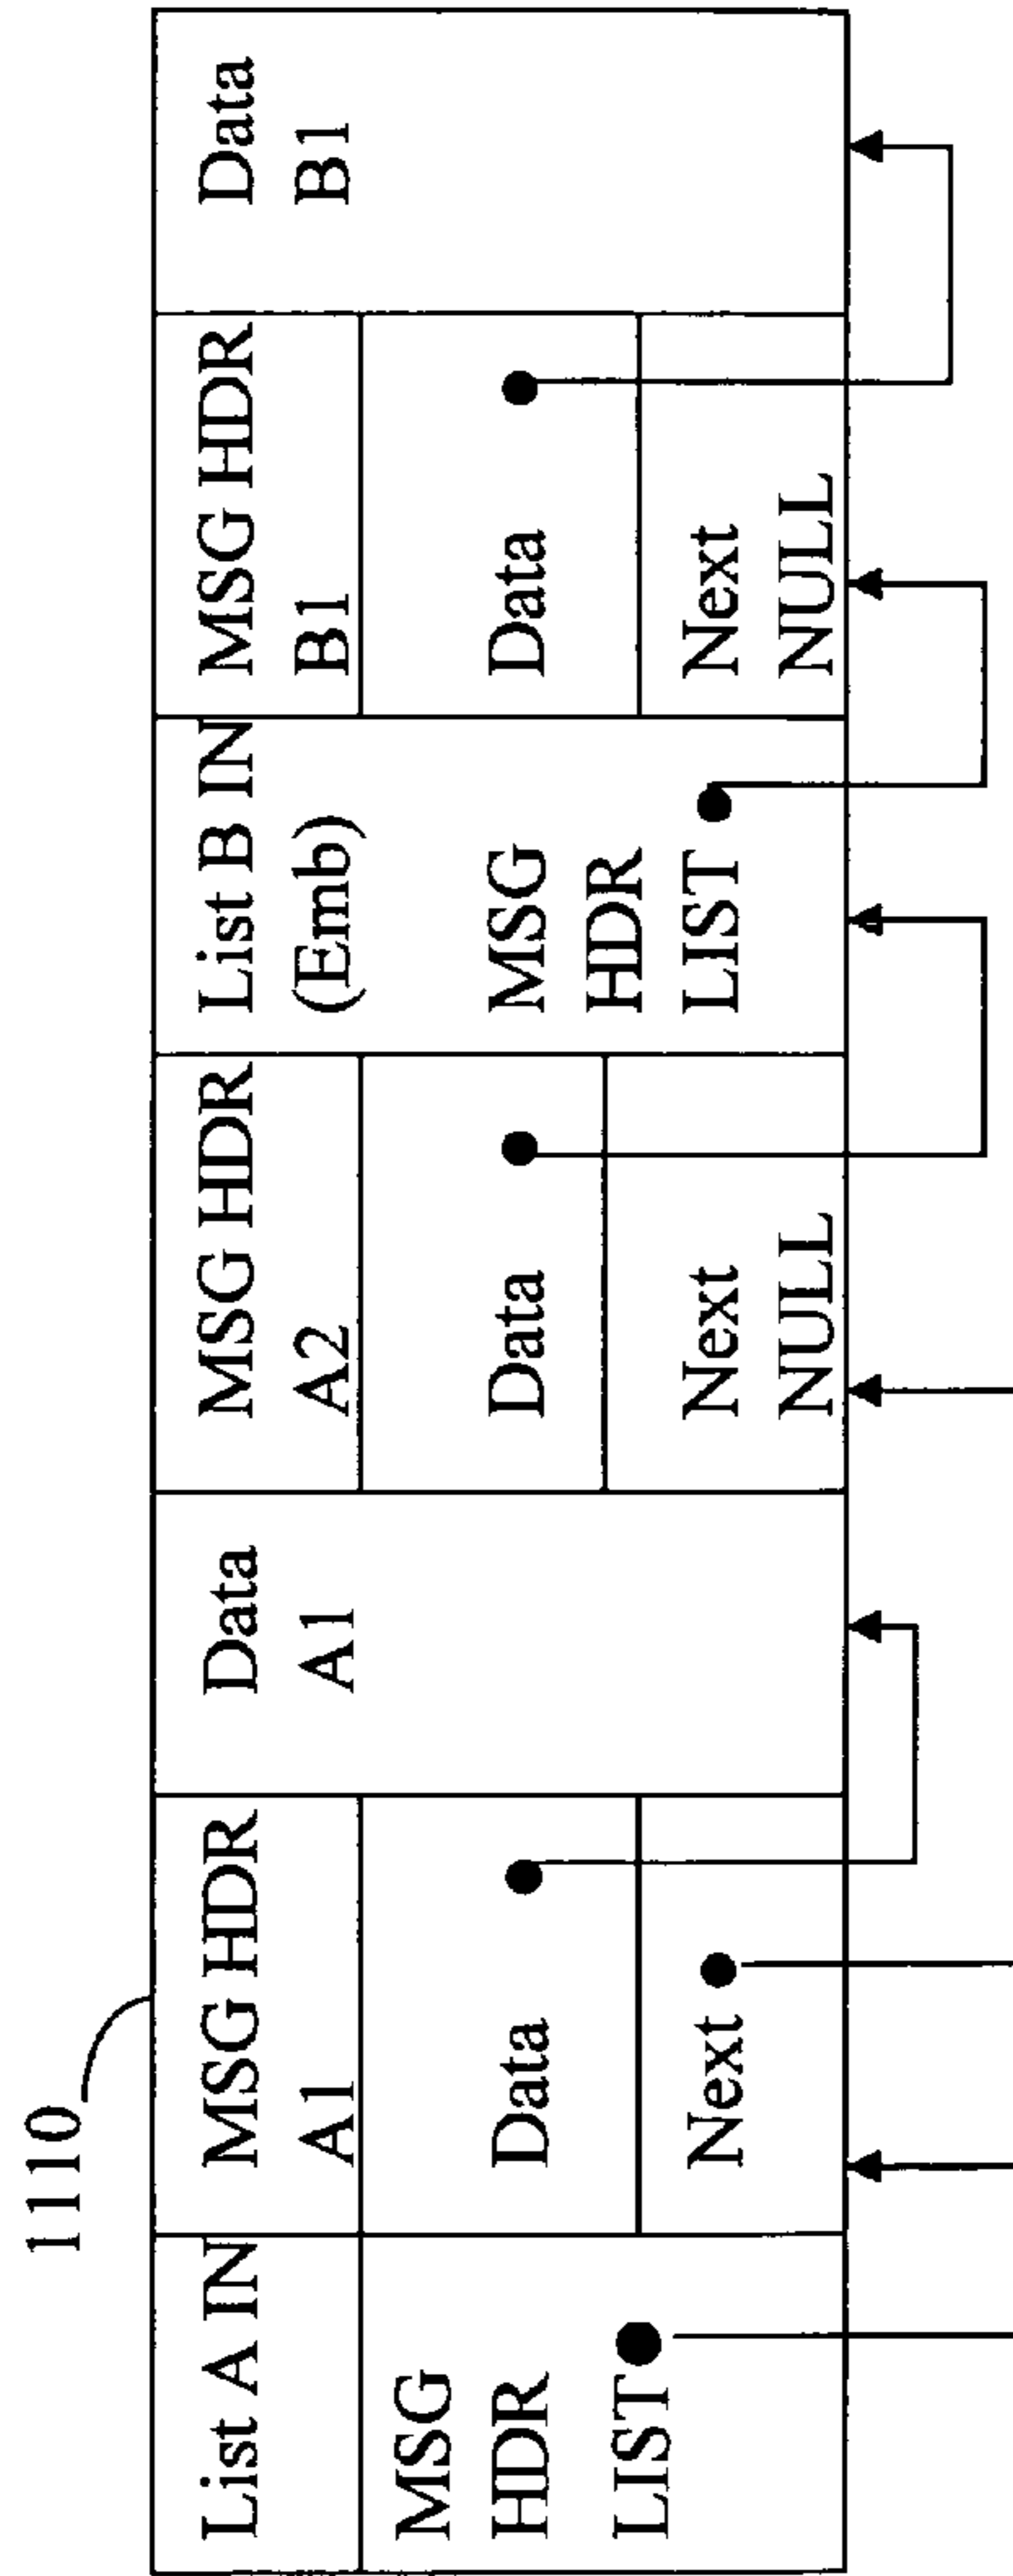 1110
List A IN
MSG
HDR
LIST
MSG HDR
A1
Data
Next
Data
A1
MSG HDR
A2
Data
Next
NULL
List B IN
(Emb)
MSG
HDR
LIST
MSG HDR
B1
Data
Next
NULL
Data
B1